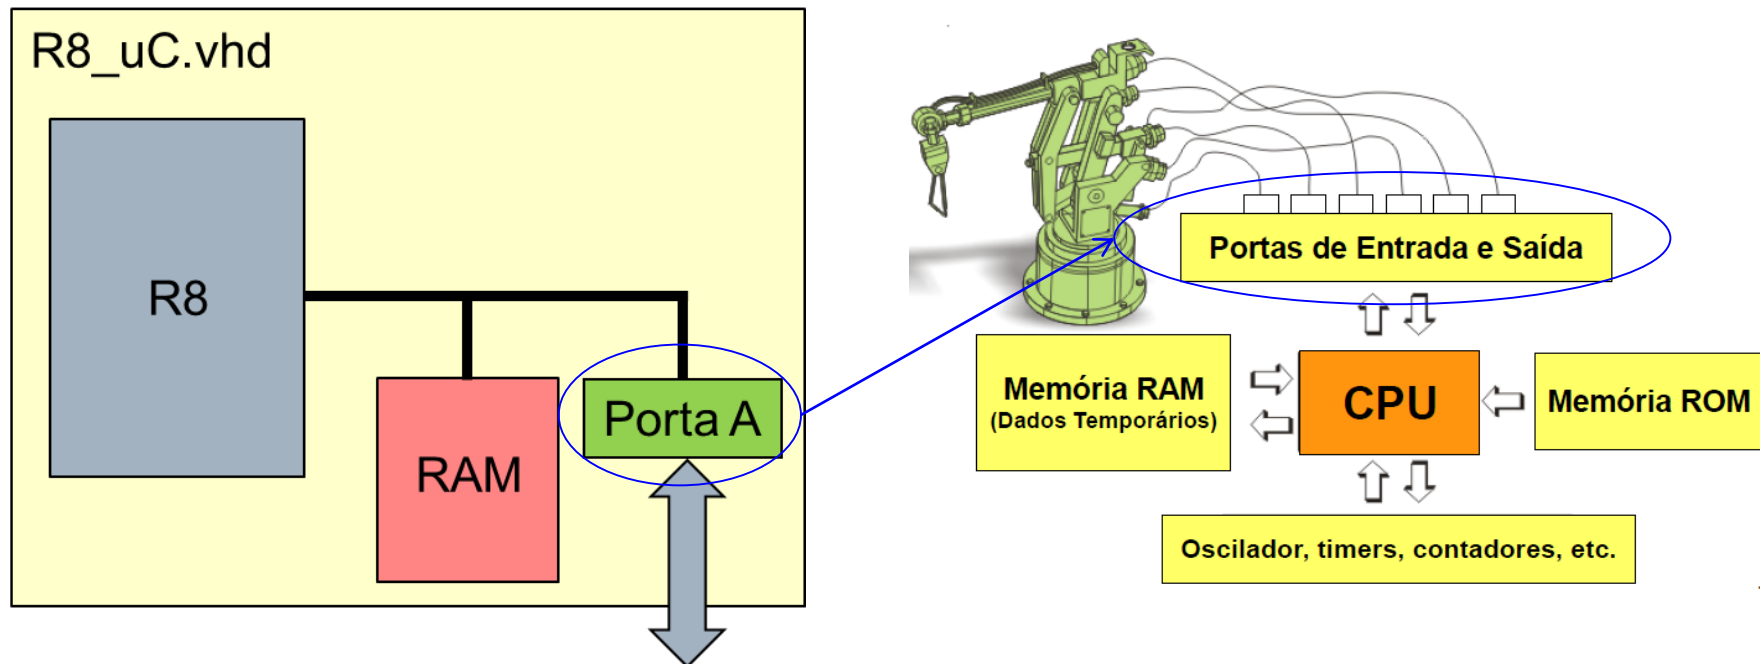 R8_uC.vhd
R8
RAM
Porta A
Portas de Entrada e Saída
Memória RAM
(Dados Temporários)
CPU
Memória ROM
Oscilador, timers, contadores, etc.